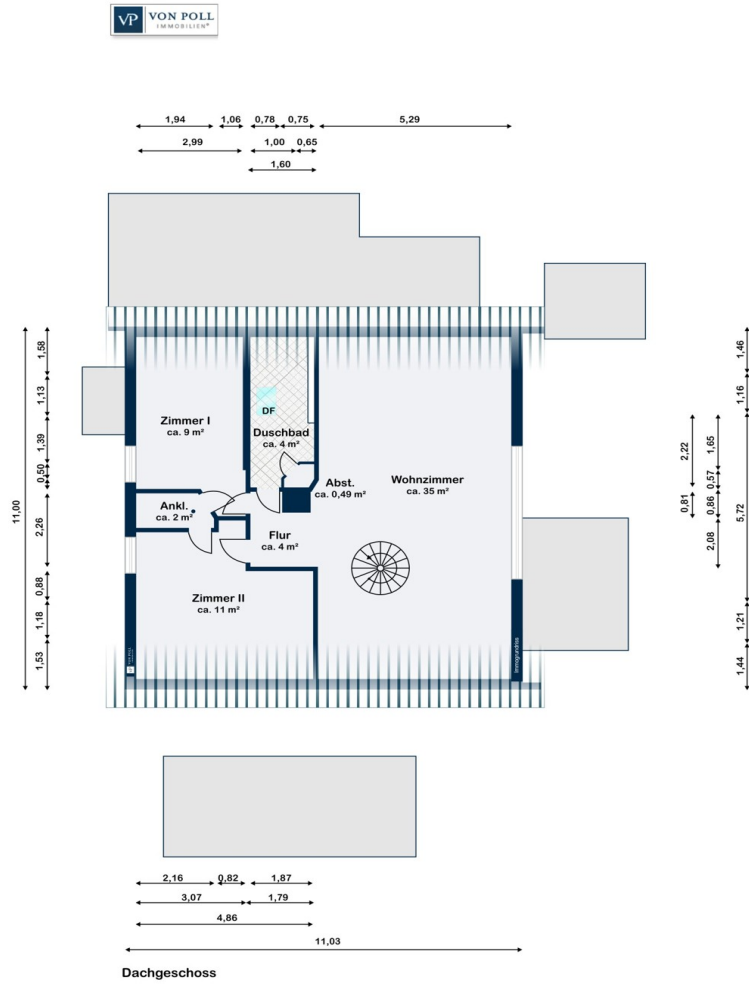 VP VON POLL
IMMOBILIEN®
1,94 1,06 0,78 0,75 5,29
2,99 1,00 0,65
1,60
11,00
1,58
1,13
1,39
0,50
2,26
0,88
1,18
1,53
Zimmer I
ca. 9 m²
DF
Duschbad
ca. 4 m²
Abst.
ca. 0,49 m²
Wohnzimmer
ca. 35 m²
Ankl.
ca. 2 m²
Flur
ca. 4 m²
Zimmer II
ca. 11 m²
Immogrundriss
VP
2,22
0,81
1,65
0,57
0,86
2,08
1,46
1,16
5,72
1,21
1,44
2,16 0,82 1,87
3,07 1,79
4,86
11,03
Dachgeschoss